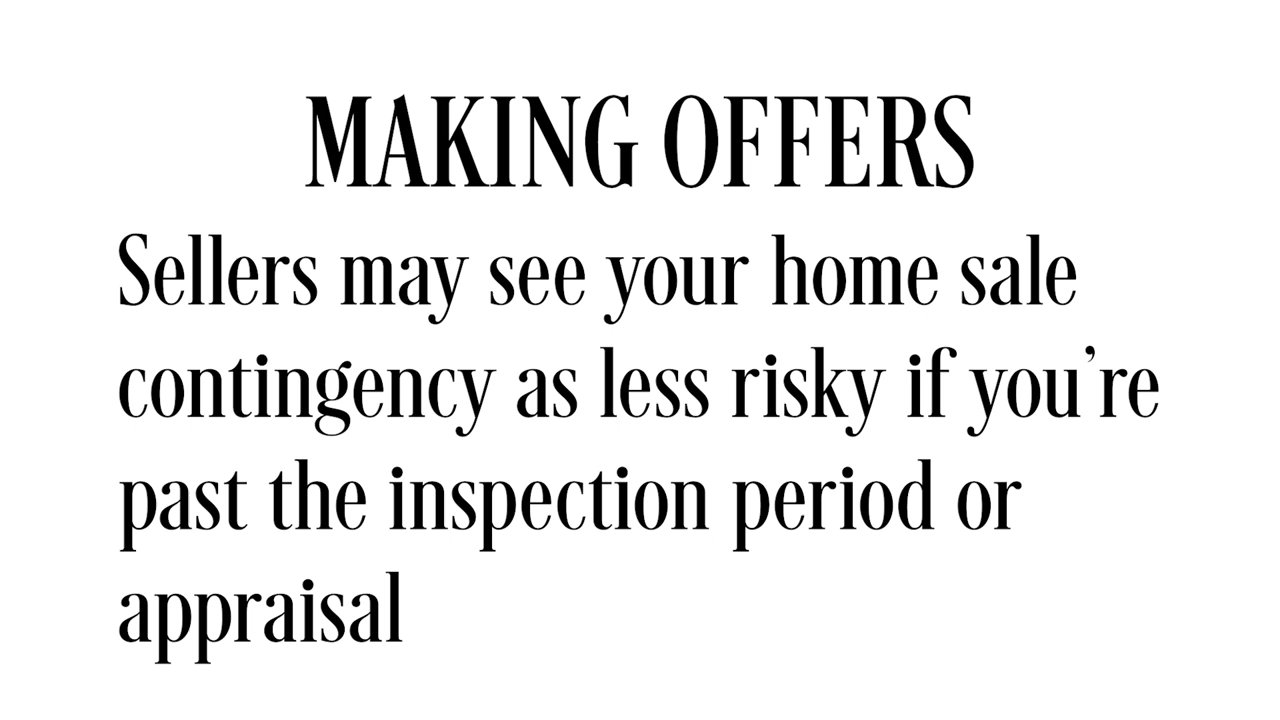 MAKING OFFERS
Sellers may see your home sale
contingency as less risky if you’re
past the inspection period or
appraisal